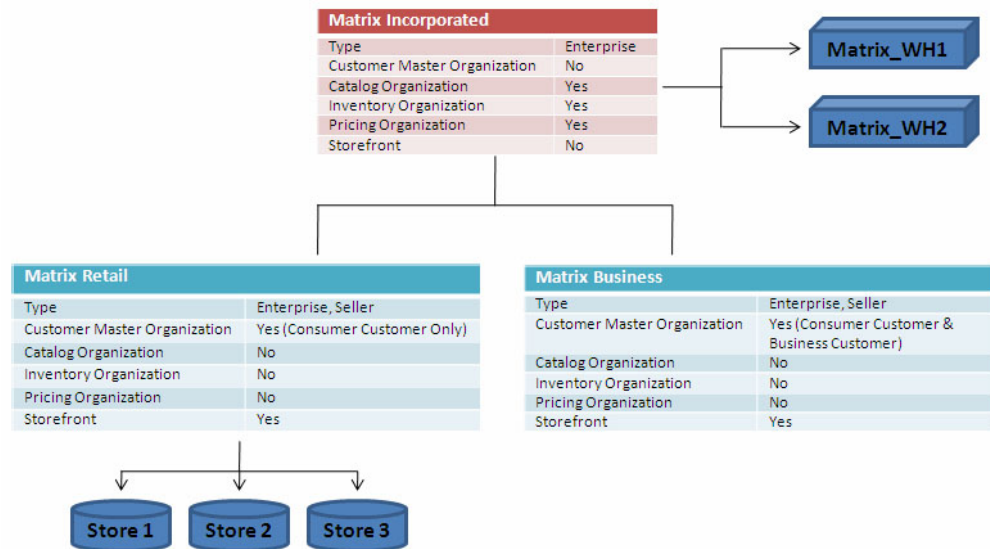 Matrix Incorporated
Type Enterprise
Customer Master Organization No
Catalog Organization Yes
Inventory Organization Yes
Pricing Organization Yes
Storefront No
Matrix_WH1
Matrix_WH2
Matrix Retail
Type Enterprise, Seller
Customer Master Organization Yes (Consumer Customer Only)
Catalog Organization No
Inventory Organization No
Pricing Organization No
Storefront Yes
Matrix Business
Type Enterprise, Seller
Customer Master Organization Yes (Consumer Customer &
Business Customer)
Catalog Organization No
Inventory Organization No
Pricing Organization No
Storefront Yes
Store 1 Store 2 Store 3